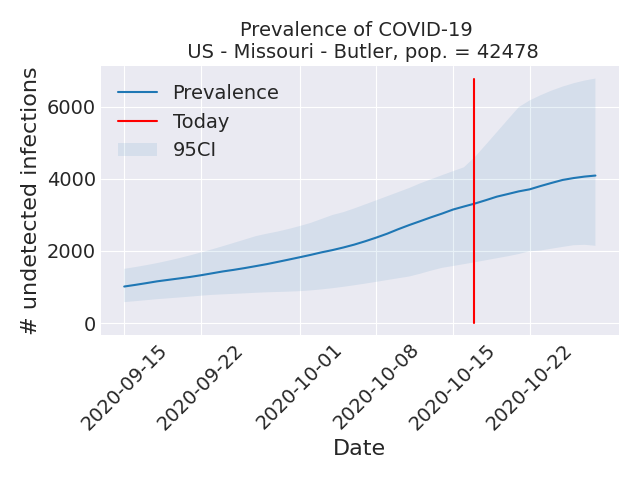 Prevalence of COVID-19
US - Missouri - Butler, pop. = 42478
# undetected infections
6000
4000
2000
0
Prevalence
Today
95CI
2020-09-15
2020-09-22
2020-10-01
2020-10-08
2020-10-15
2020-10-22
Date